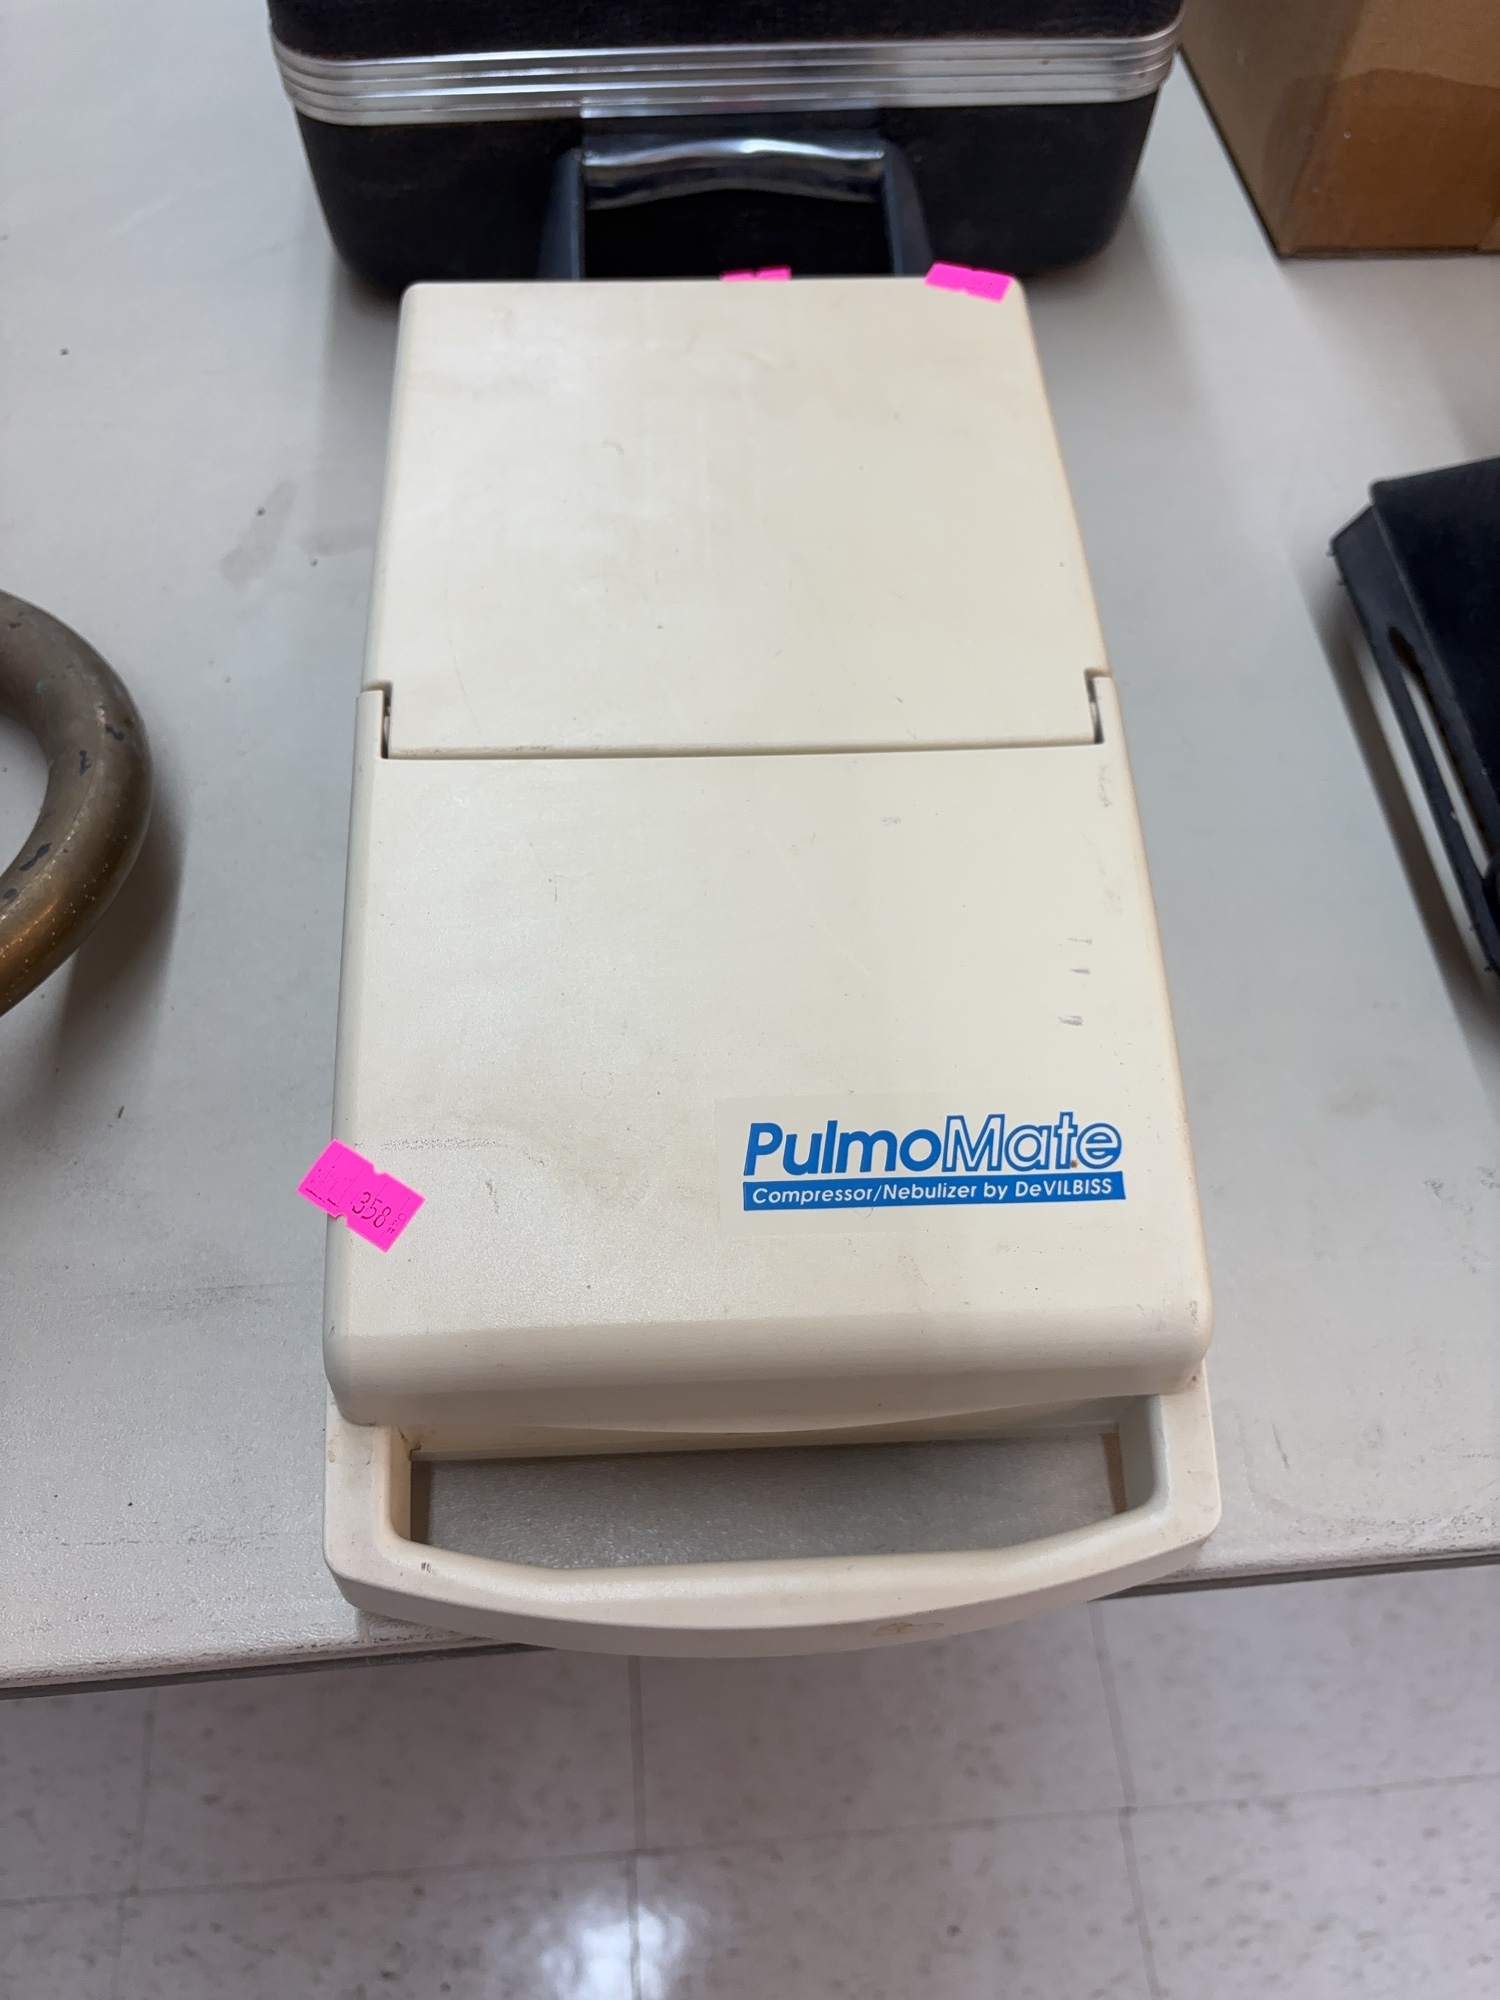 PulmoMate
Compressor/Nebulizer by DeVILBISS
358